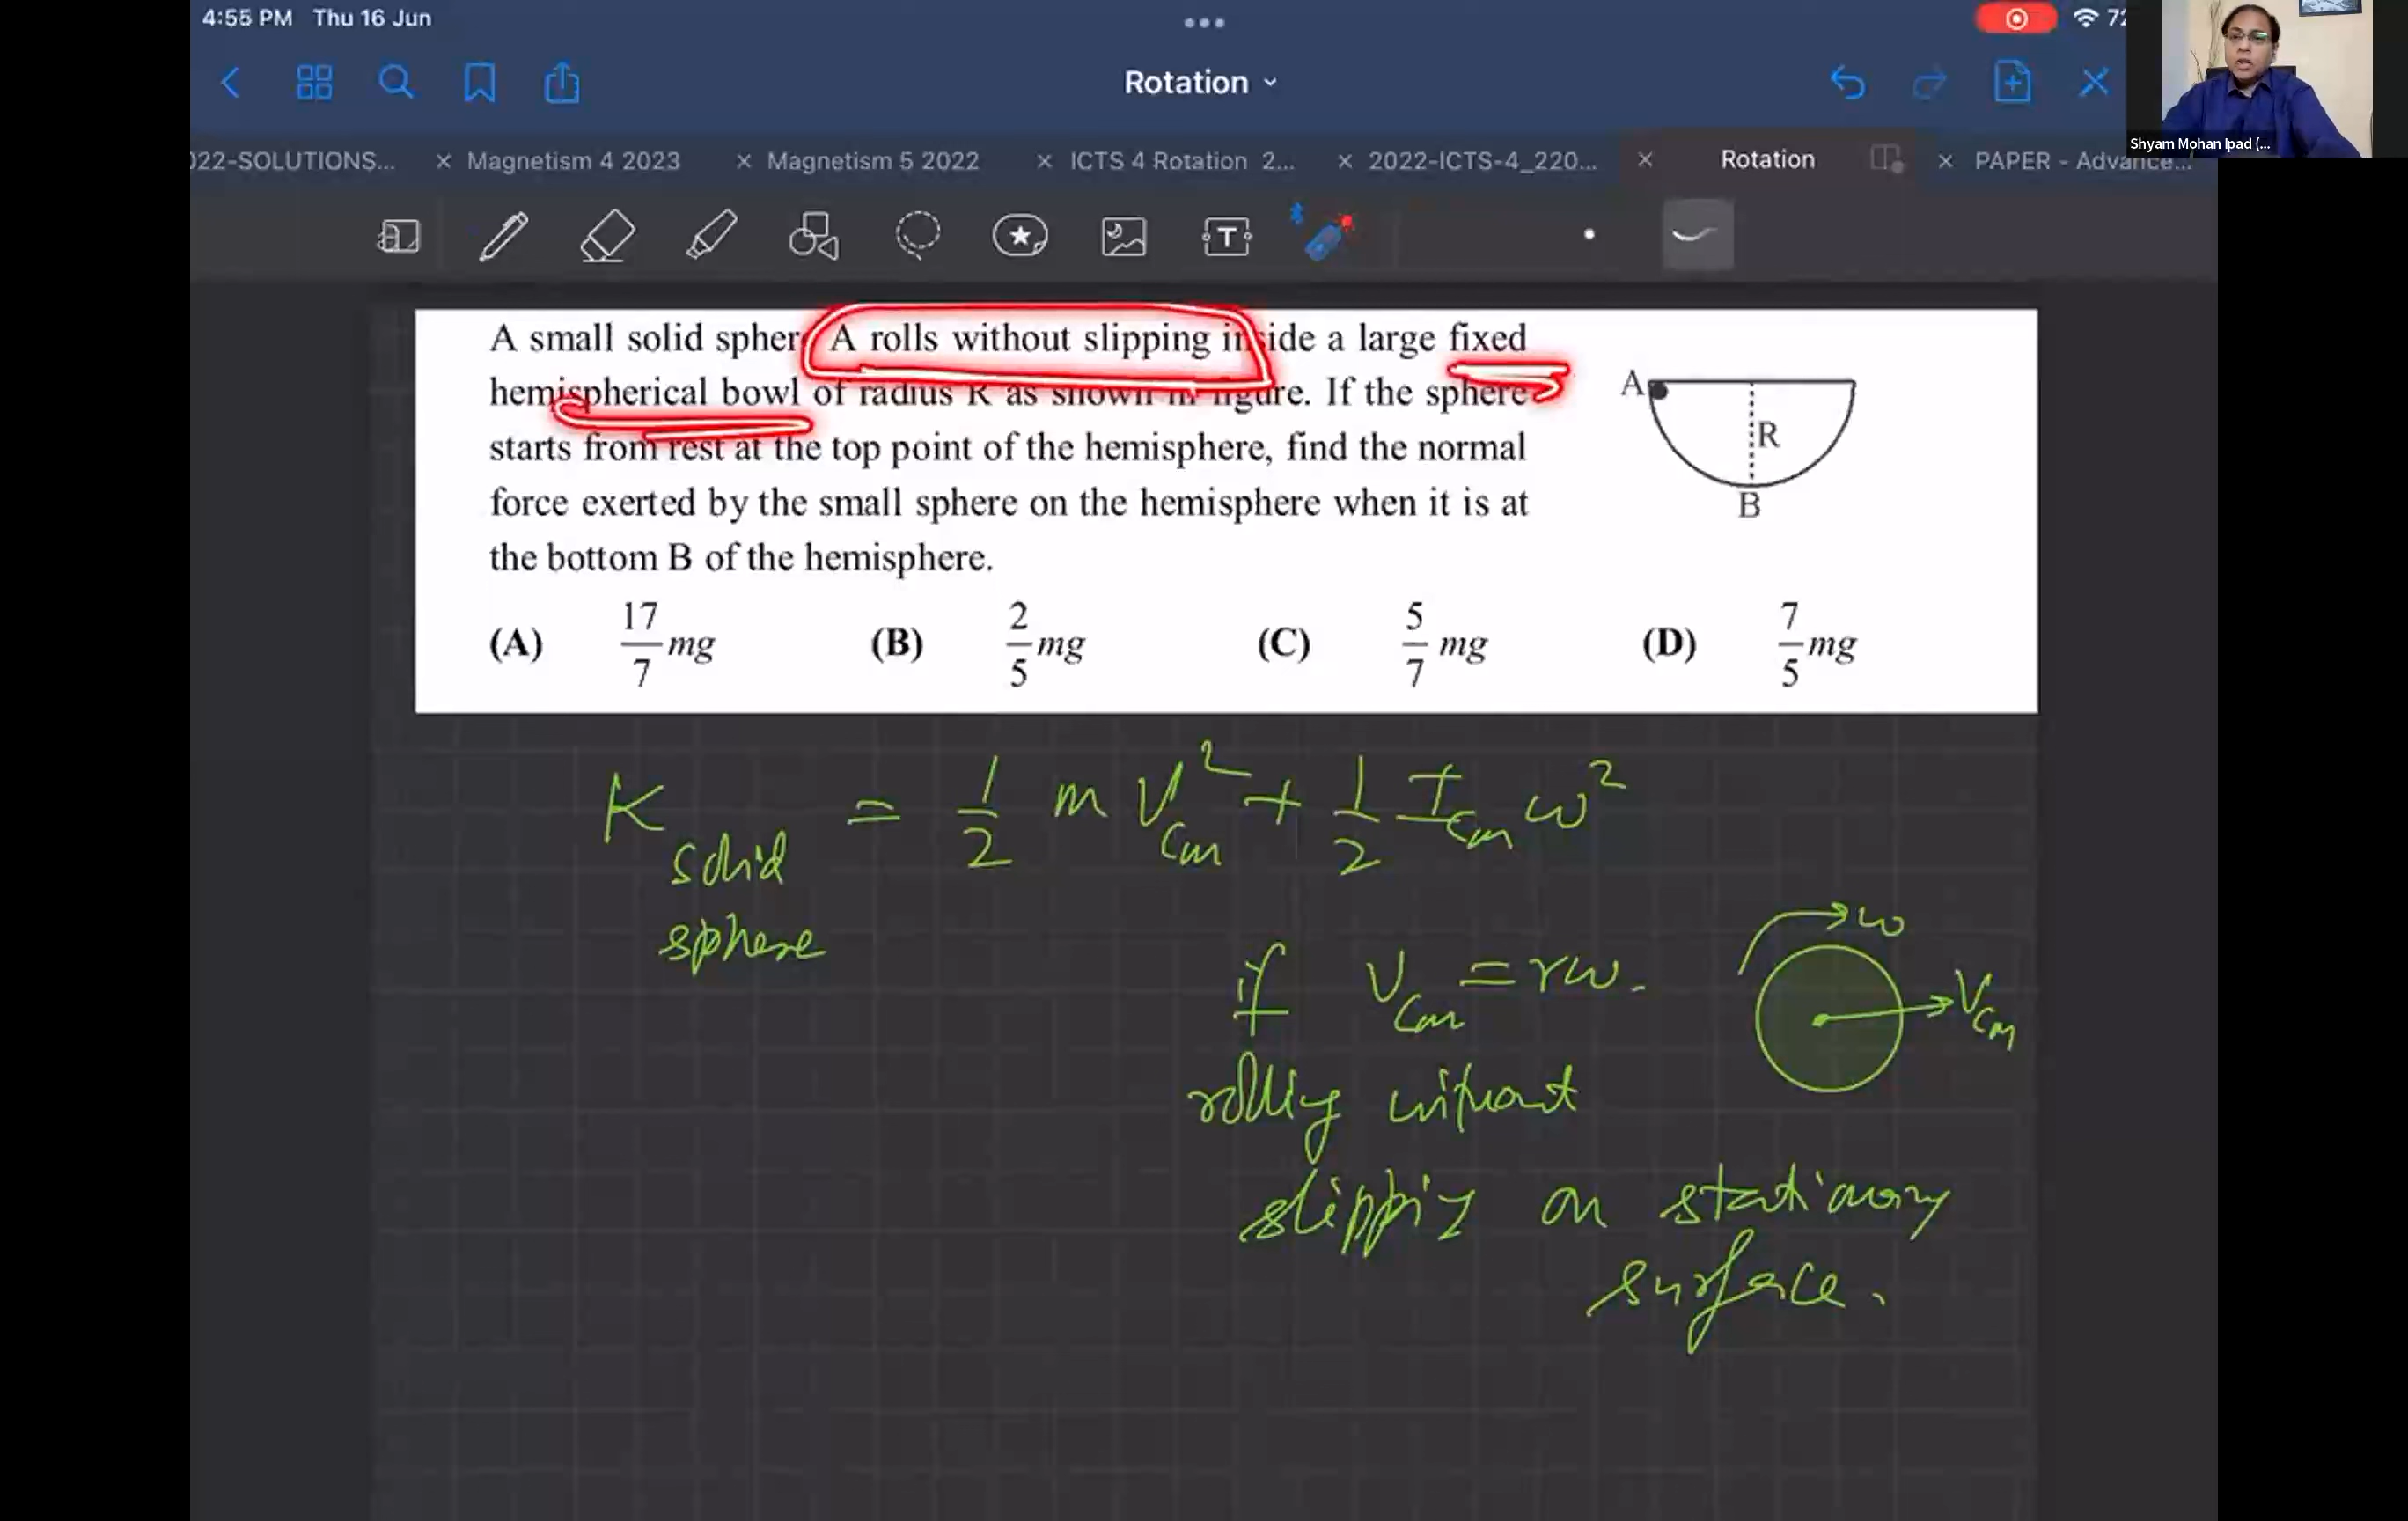 4:55 PM Thu 16 Jun
72
Rotation
022-SOLUTIONS...
Magnetism 4 2023
Magnetism 5 2022
ICTS 4 Rotation 2...
2022-ICTS-4_220...
Rotation
PAPER - Advance...
Shyam Mohan Ipad (...
A small solid sphere A rolls without slipping inside a large fixed
hemispherical bowl of radius R as shown in figure. If the sphere
starts from rest at the top point of the hemisphere, find the normal
force exerted by the small sphere on the hemisphere when it is at
the bottom B of the hemisphere.
A
R
B
(A) 17/7 mg (B) 2/5 mg (C) 5/7 mg (D) 7/5 mg
K solid sphere = 1/2 m V_cm^2 + 1/2 I_cm ω^2
if V_cm = rω.
rolling without
slipping on stationary
surface.
ω
V_cm